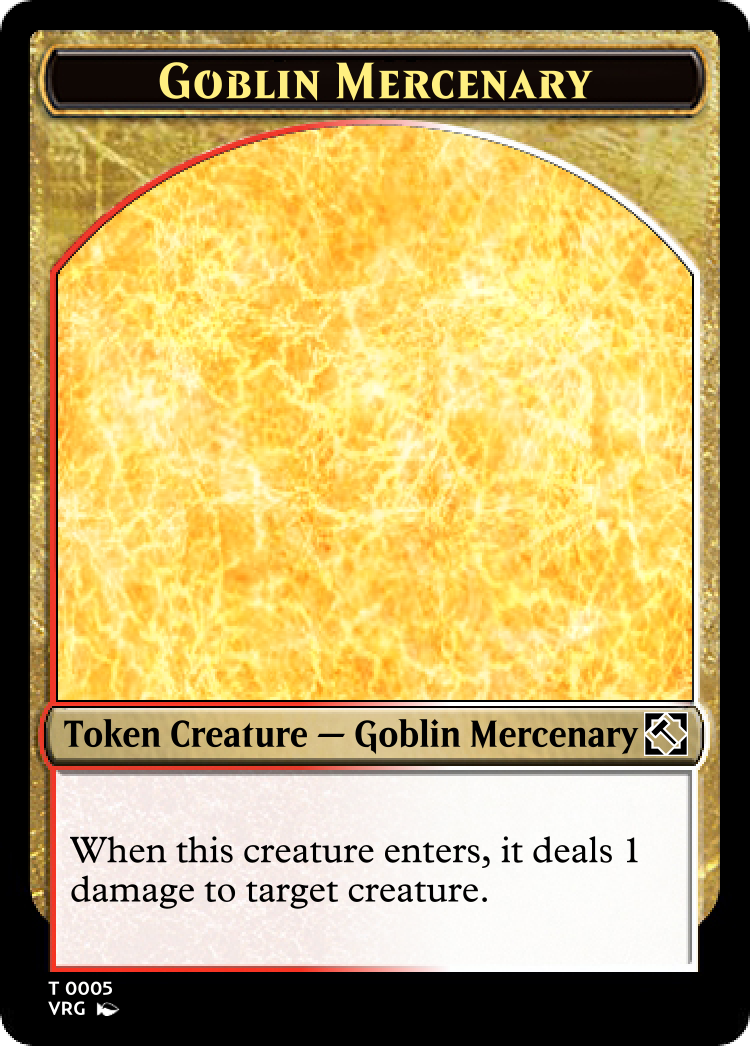 Goblin Mercenary
Token Creature — Goblin Mercenary
When this creature enters, it deals 1
damage to target creature.
T 0005
VRG